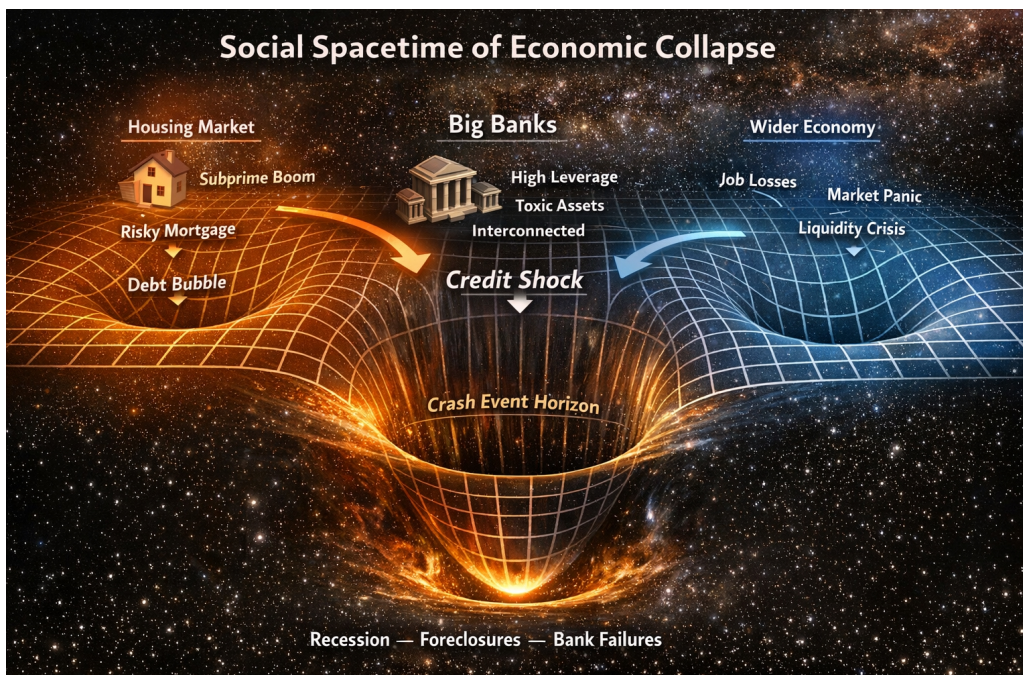 Social Spacetime of Economic Collapse
Housing Market
Subprime Boom
Risky Mortgage
Debt Bubble
Big Banks
High Leverage
Toxic Assets
Interconnected
Credit Shock
Crash Event Horizon
Wider Economy
Job Losses
Market Panic
Liquidity Crisis
Recession — Foreclosures — Bank Failures